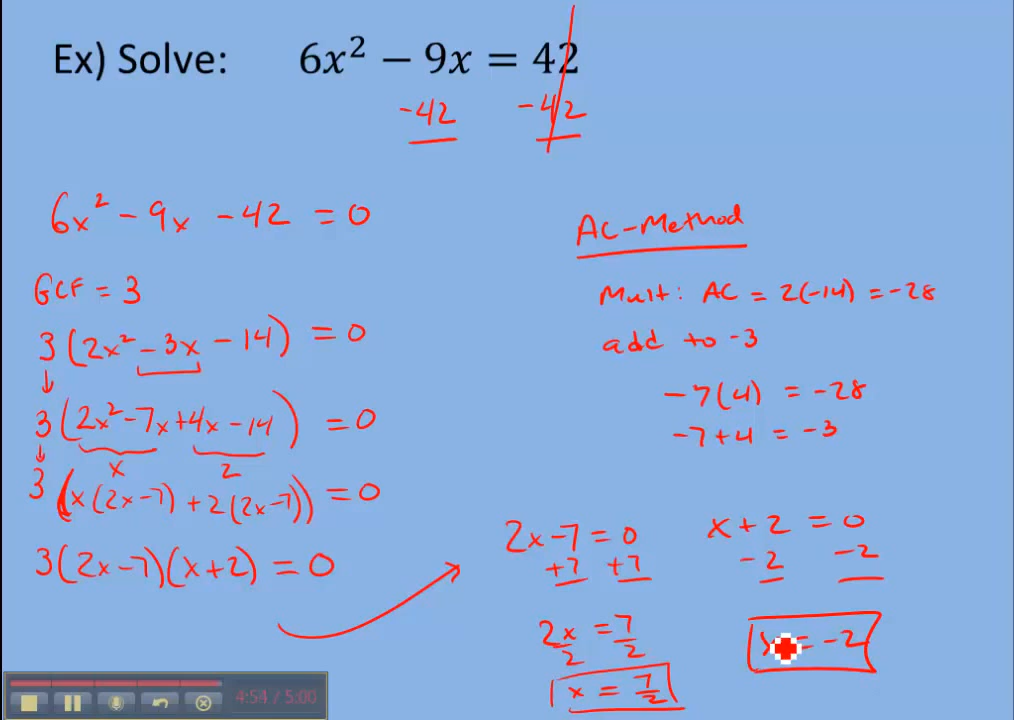 Ex) Solve: 6x² − 9x = 42
-42 -42
6x² - 9x - 42 = 0
GCF = 3
3(2x² - 3x - 14) = 0
3(2x² - 7x + 4x - 14) = 0
x 2
3(x(2x-7) + 2(2x-7)) = 0
3(2x-7)(x+2) = 0
AC-Method
Mult: AC = 2(-14) = -28
add to -3
-7(4) = -28
-7+4 = -3
2x-7 = 0
+7 +7
2x/2 = 7/2
x = 7/2
x+2 = 0
-2 -2
= -2
4:54 / 5:00